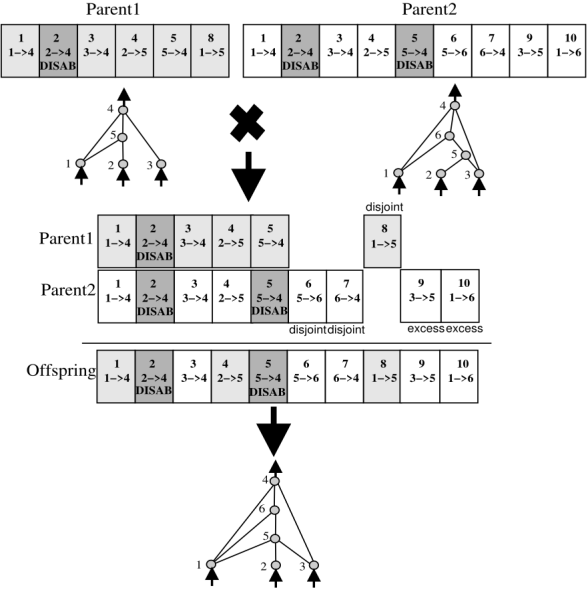 Parent1 Parent2
1 2 3 4 5 8
1−>4 2−>4 3−>4 2−>5 5−>4 1−>5
DISAB
1 2 3 4 5 6 7 9 10
1−>4 2−>4 3−>4 2−>5 5−>4 5−>6 6−>4 3−>5 1−>6
DISAB DISAB
4
5
1 2 3
4
6
5
1 2 3
disjoint
Parent1
1 2 3 4 5 8
1−>4 2−>4 3−>4 2−>5 5−>4 1−>5
DISAB
Parent2
1 2 3 4 5 6 7 9 10
1−>4 2−>4 3−>4 2−>5 5−>4 5−>6 6−>4 3−>5 1−>6
DISAB DISAB
disjoint disjoint excess excess
Offspring
1 2 3 4 5 6 7 8 9 10
1−>4 2−>4 3−>4 2−>5 5−>4 5−>6 6−>4 1−>5 3−>5 1−>6
DISAB DISAB
4
6
5
1 2 3